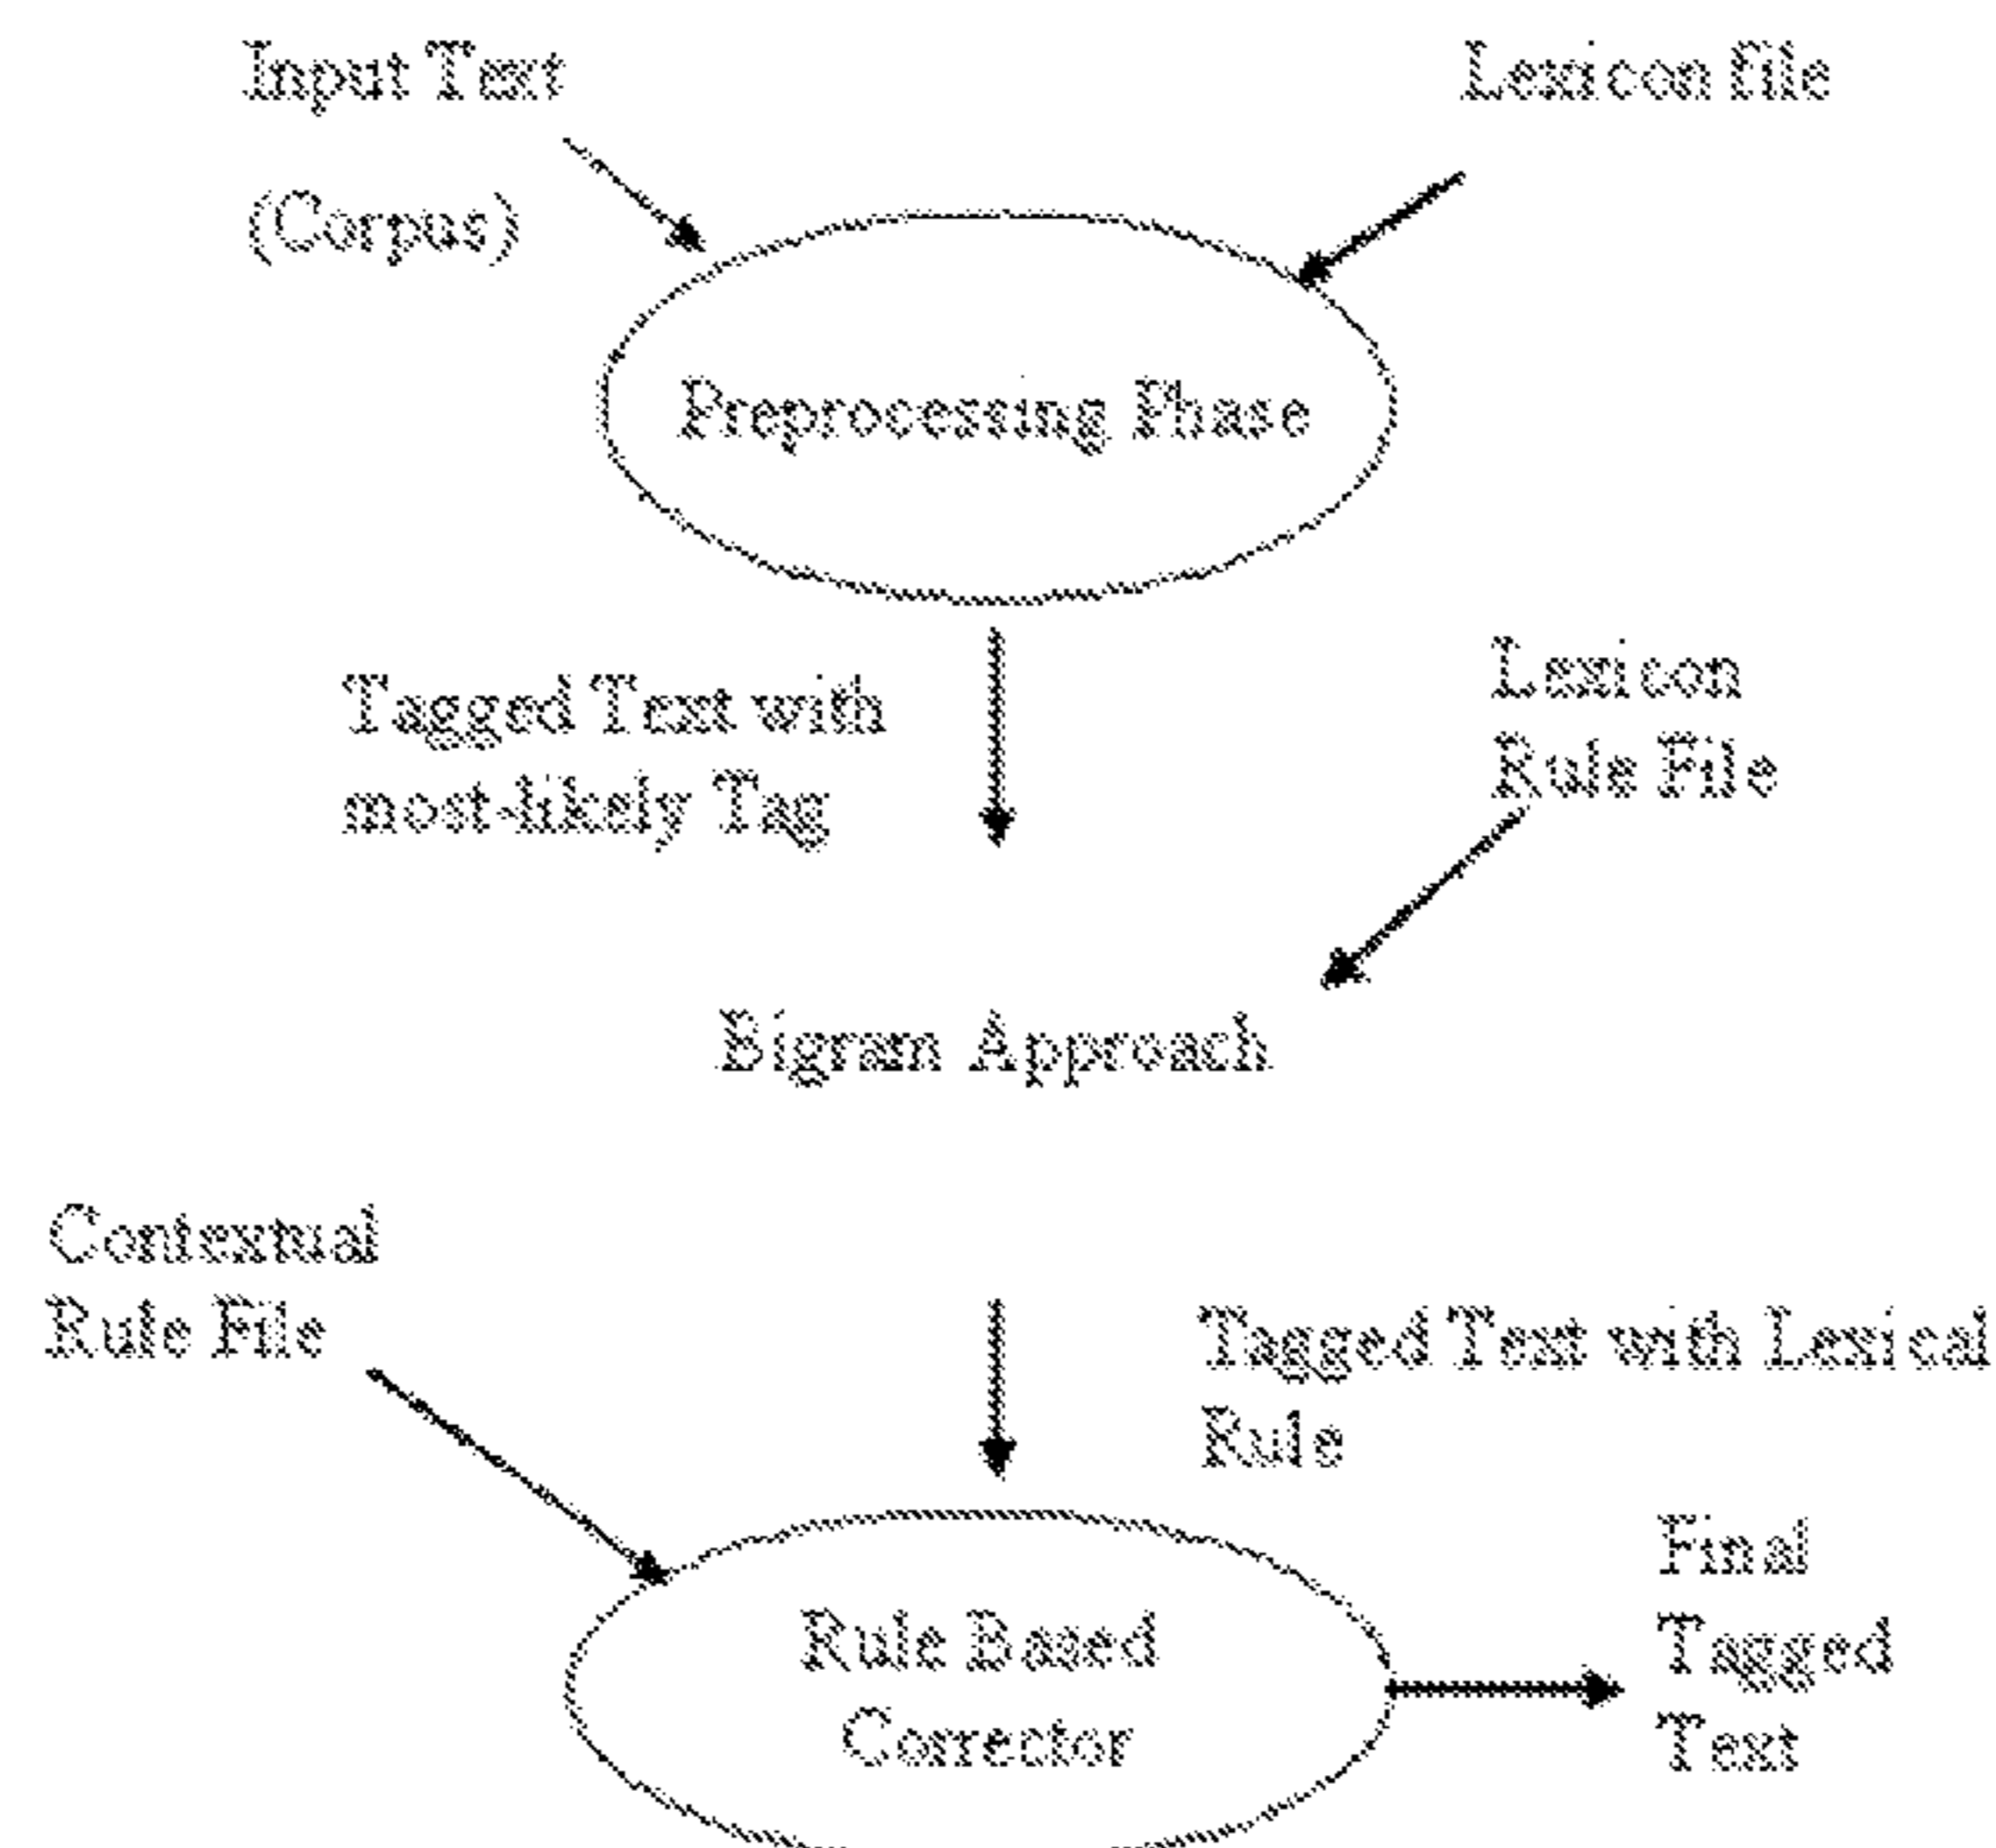 Input Text
(Corpus)
Lexicon file
Preprocessing Phase
Tagged Text with
most-likely Tag
Lexicon
Rule File
Bigram Approach
Contextual
Rule File
Tagged Text with Lexical
Rule
Rule Based
Corrector
Final
Tagged
Text